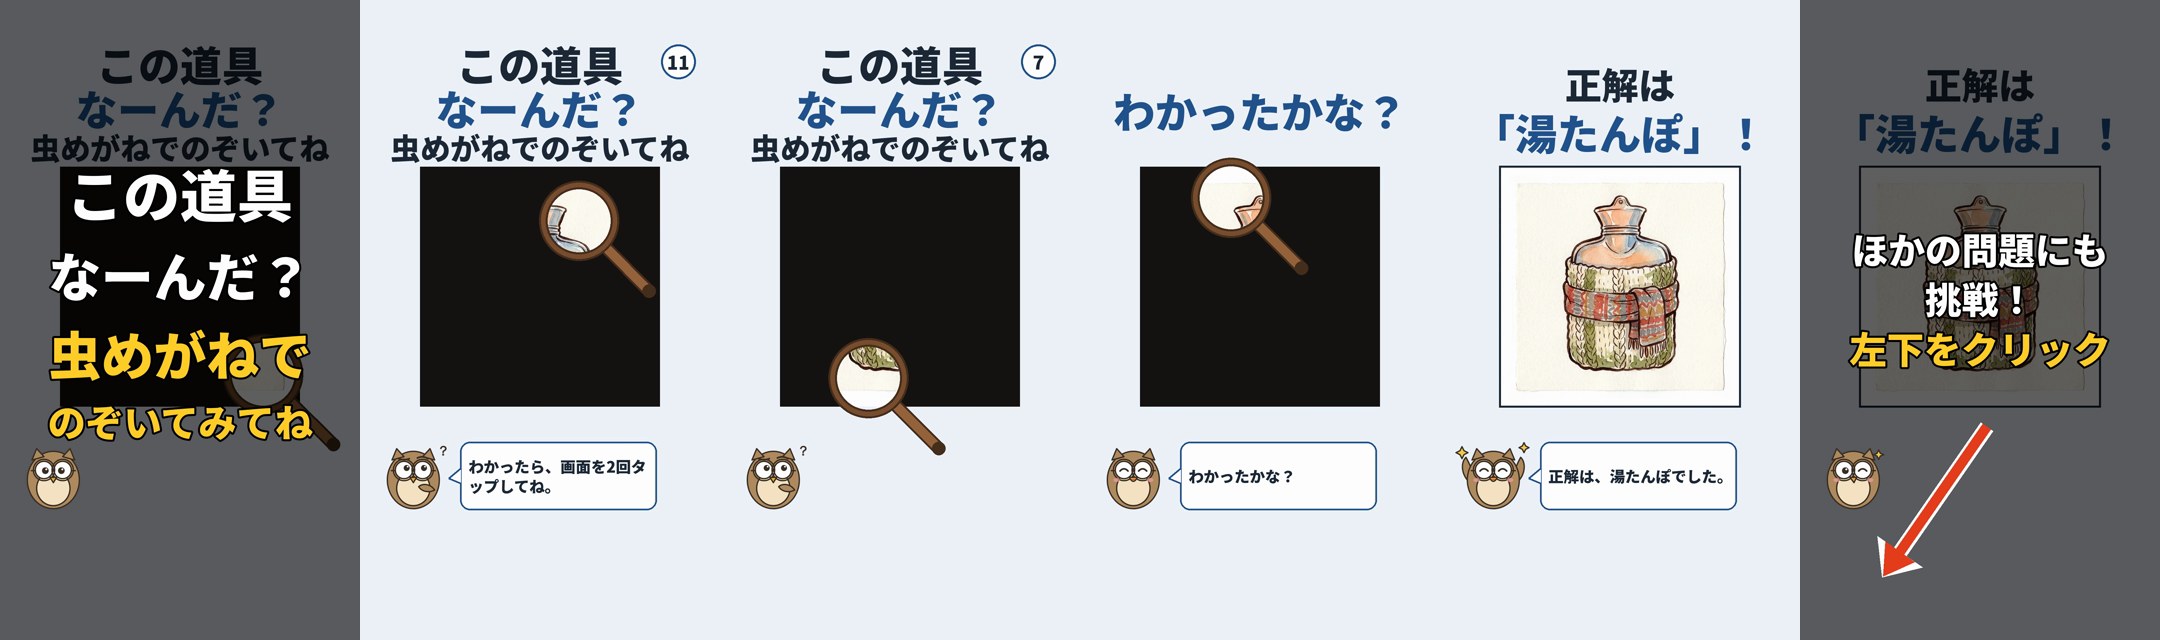 この道具
なーんだ？
虫めがねでのぞいてね
この道具
なーんだ？
虫めがねで
のぞいてみてね
この道具
11
なーんだ？
虫めがねでのぞいてね
?
わかったら、画面を2回タ
ップしてね。
この道具
7
なーんだ？
虫めがねでのぞいてね
?
わかったかな？
わかったかな？
正解は
「湯たんぽ」！
正解は、湯たんぽでした。
正解は
「湯たんぽ」！
ほかの問題にも
挑戦！
左下をクリック